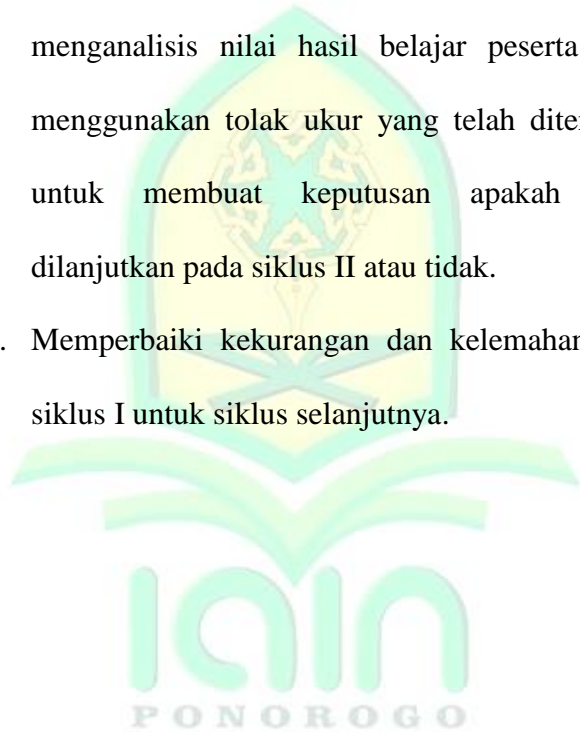 menganalisis nilai hasil belajar peserta
menggunakan tolak ukur yang telah
untuk membuat keputusan apakah
dilanjutkan pada siklus II atau tidak.
. Memperbaiki kekurangan dan kelemahan
siklus I untuk siklus selanjutnya.
iain
PONOROGO